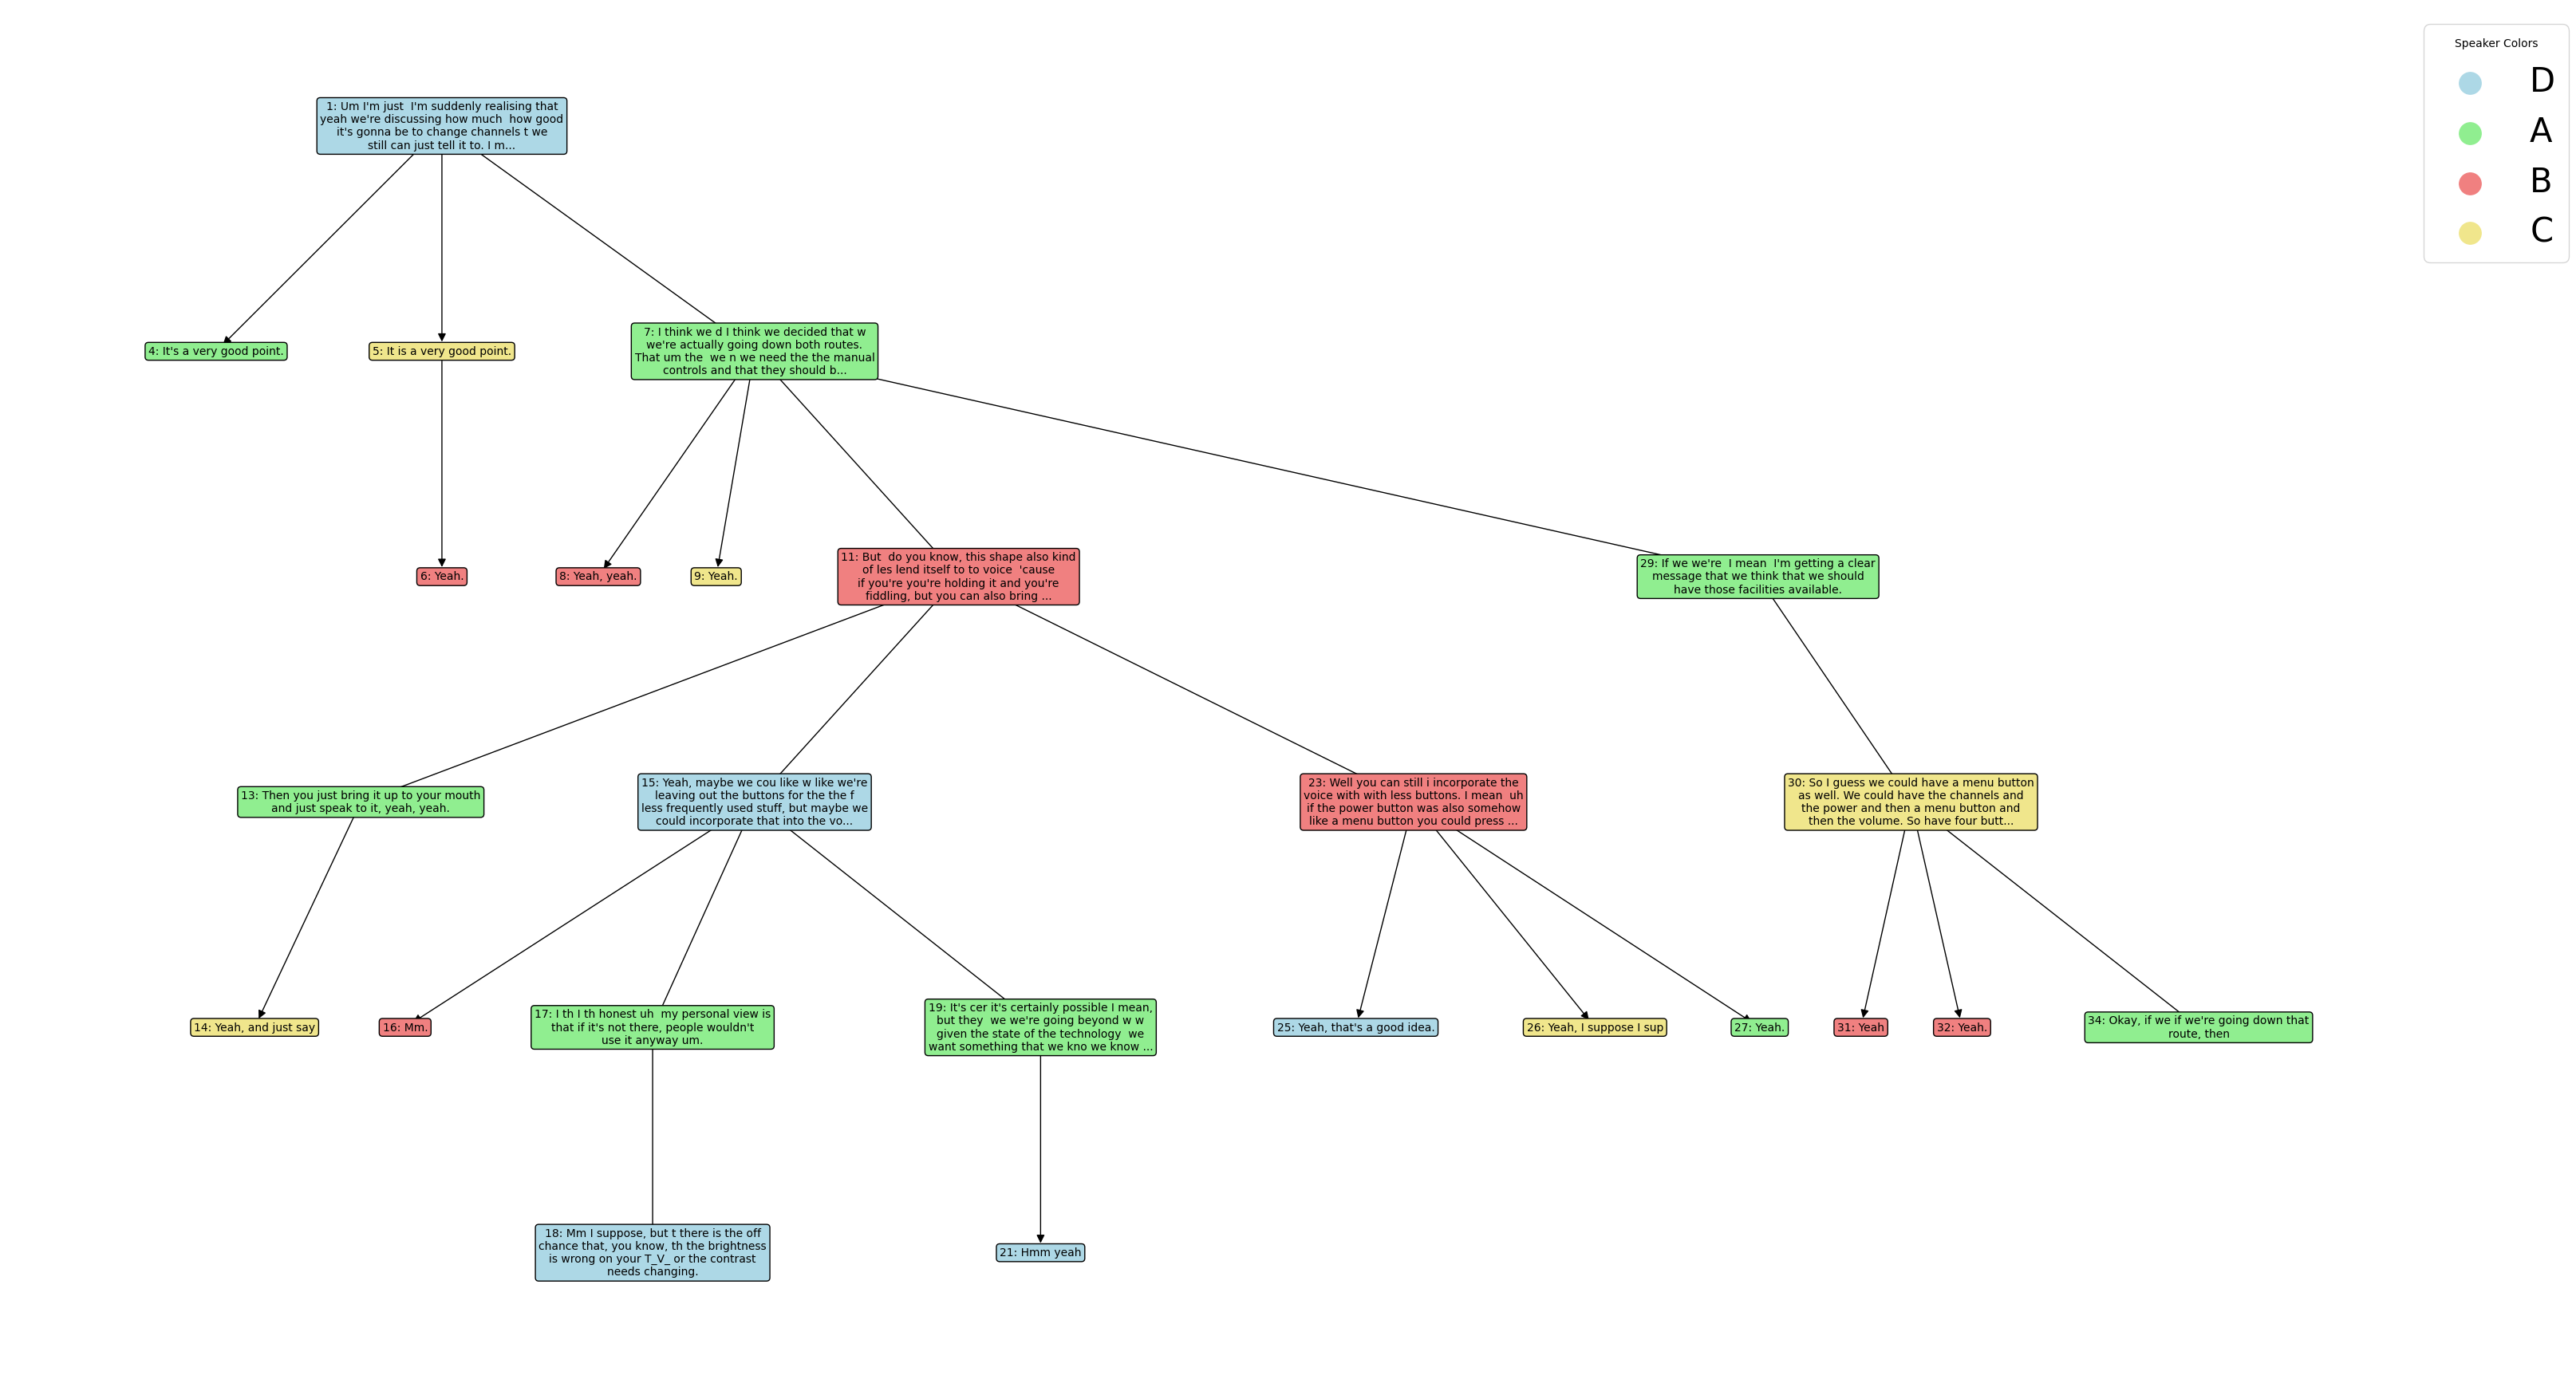 Speaker Colors
D
A
B
C
1: Um I'm just  I'm suddenly realising that
yeah we're discussing how much  how good
it's gonna be to change channels t we
still can just tell it to. I m...
4: It's a very good point.
5: It is a very good point.
7: I think we d I think we decided that w
we're actually going down both routes.
That um the  we n we need the the manual
controls and that they should b...
6: Yeah.
8: Yeah, yeah.
9: Yeah.
11: But  do you know, this shape also kind
of les lend itself to to voice  'cause
if you're you're holding it and you're
fiddling, but you can also bring ...
29: If we we're  I mean  I'm getting a clear
message that we think that we should
have those facilities available.
13: Then you just bring it up to your mouth
and just speak to it, yeah, yeah.
15: Yeah, maybe we cou like w like we're
leaving out the buttons for the the f
less frequently used stuff, but maybe we
could incorporate that into the vo...
23: Well you can still i incorporate the
voice with with less buttons. I mean  uh
if the power button was also somehow
like a menu button you could press ...
30: So I guess we could have a menu button
as well. We could have the channels and
the power and then a menu button and
then the volume. So have four butt...
14: Yeah, and just say
16: Mm.
17: I th I th honest uh  my personal view is
that if it's not there, people wouldn't
use it anyway um.
19: It's cer it's certainly possible I mean,
but they  we we're going beyond w w
given the state of the technology  we
want something that we kno we know ...
25: Yeah, that's a good idea.
26: Yeah, I suppose I sup
27: Yeah.
31: Yeah
32: Yeah.
34: Okay, if we if we're going down that
route, then
18: Mm I suppose, but t there is the off
chance that, you know, th the brightness
is wrong on your T_V_ or the contrast
needs changing.
21: Hmm yeah